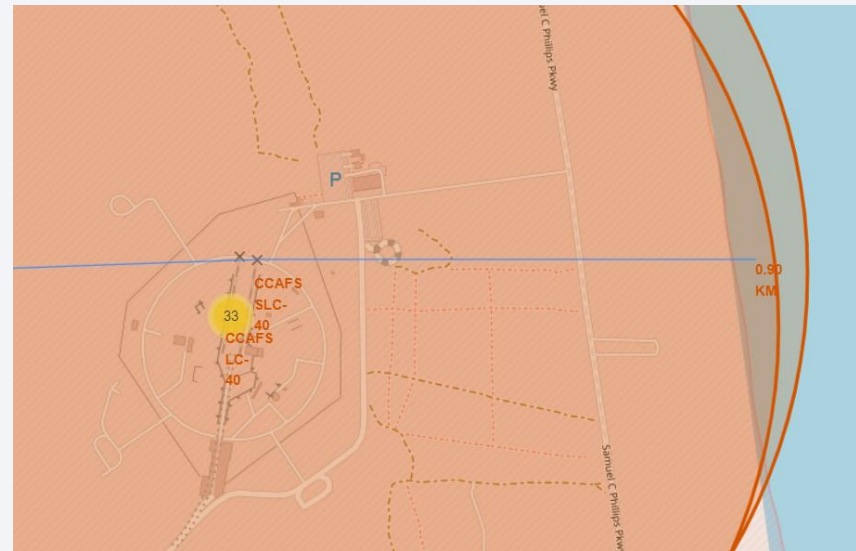 Samuel C Phillips Pkwy
P
0.90
KM
CCAFS
SLC-
40
33
CCAFS
LC-
40
Samuel C Phillips Pkwy